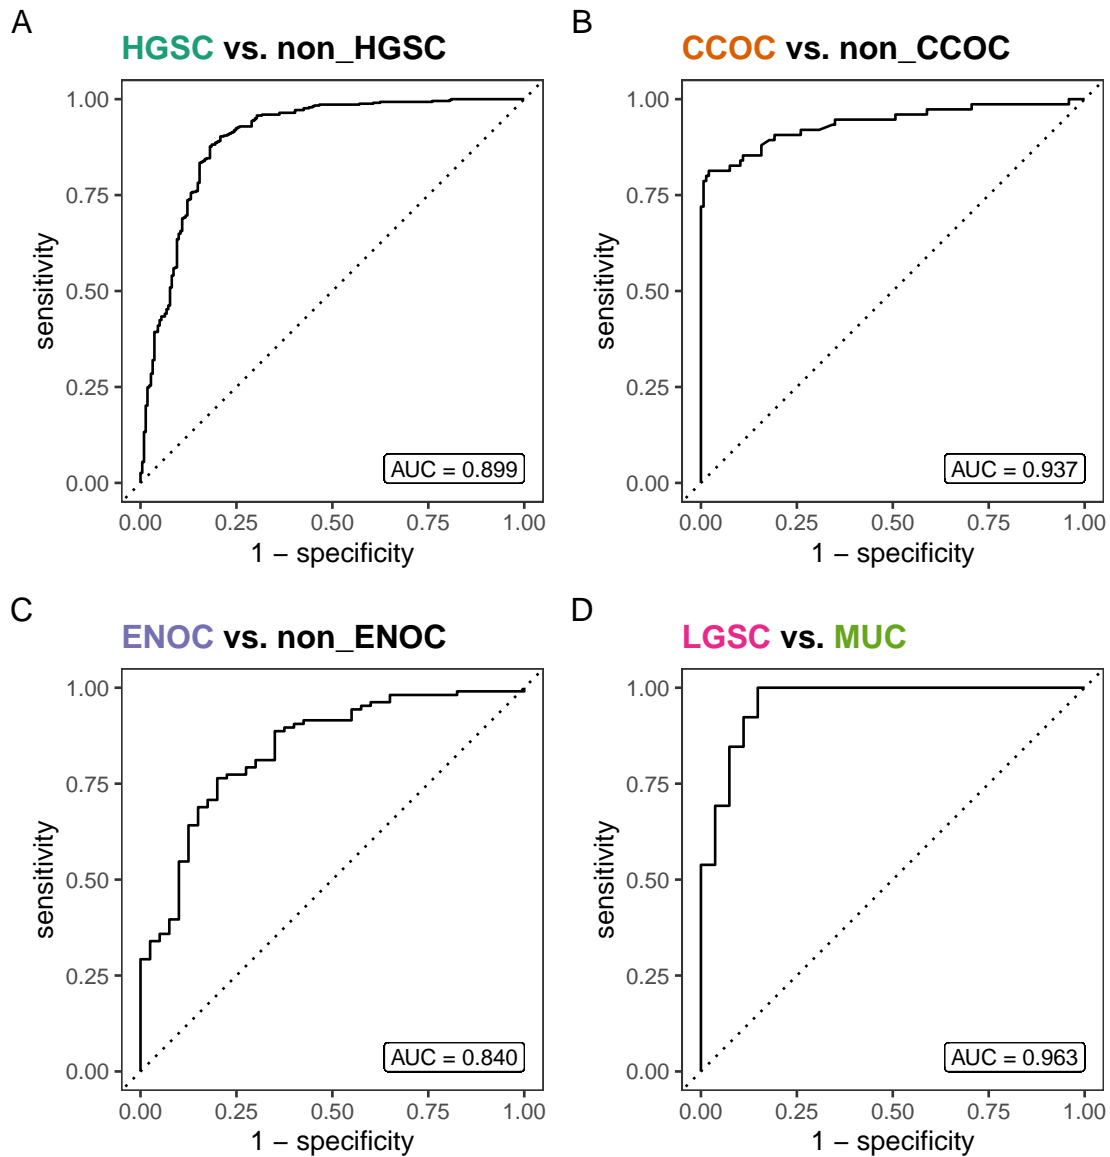 A
HGSC vs. non_HGSC
1.00
0.75
0.50
0.25
0.00
sensitivity
AUC = 0.899
0.00 0.25 0.50 0.75 1.00
1 − specificity
B
CCOC vs. non_CCOC
1.00
0.75
0.50
0.25
0.00
sensitivity
AUC = 0.937
0.00 0.25 0.50 0.75 1.00
1 − specificity
C
ENOC vs. non_ENOC
1.00
0.75
0.50
0.25
0.00
sensitivity
AUC = 0.840
0.00 0.25 0.50 0.75 1.00
1 − specificity
D
LGSC vs. MUC
1.00
0.75
0.50
0.25
0.00
sensitivity
AUC = 0.963
0.00 0.25 0.50 0.75 1.00
1 − specificity